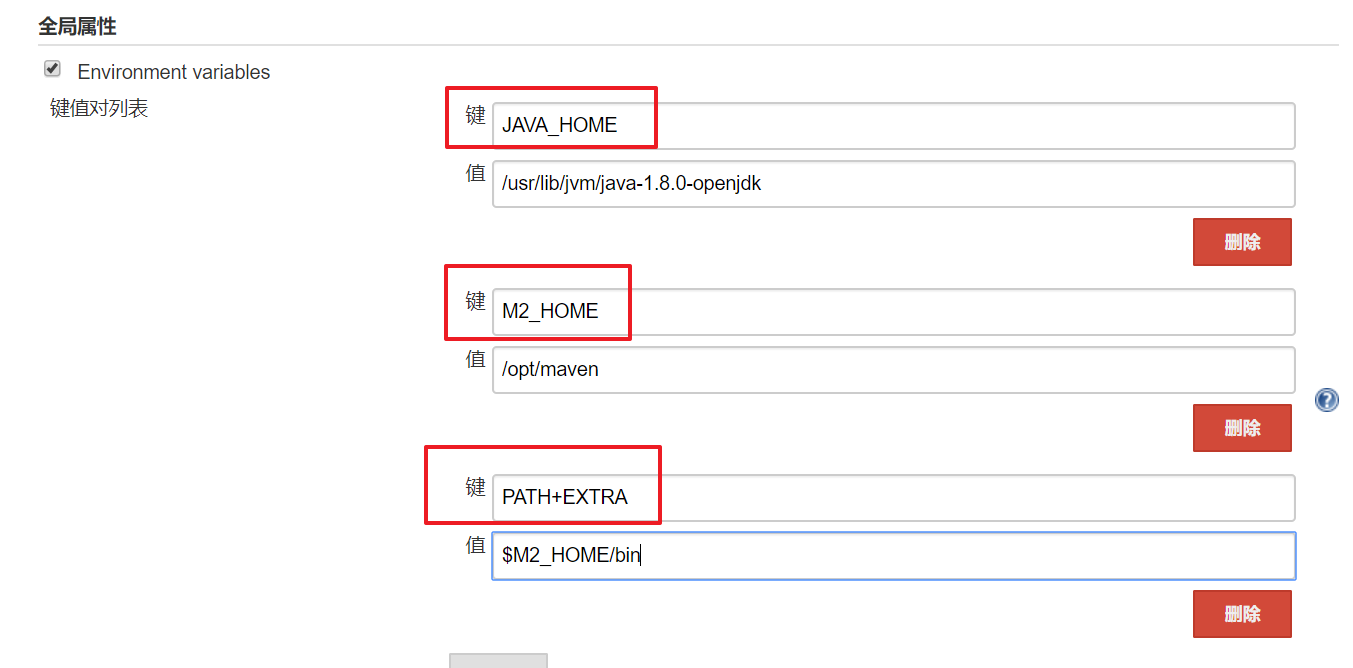 全局属性
Environment variables
键值对列表
键 JAVA_HOME
值 /usr/lib/jvm/java-1.8.0-openjdk
删除
键 M2_HOME
值 /opt/maven
删除
键 PATH+EXTRA
值 $M2_HOME/bin
删除